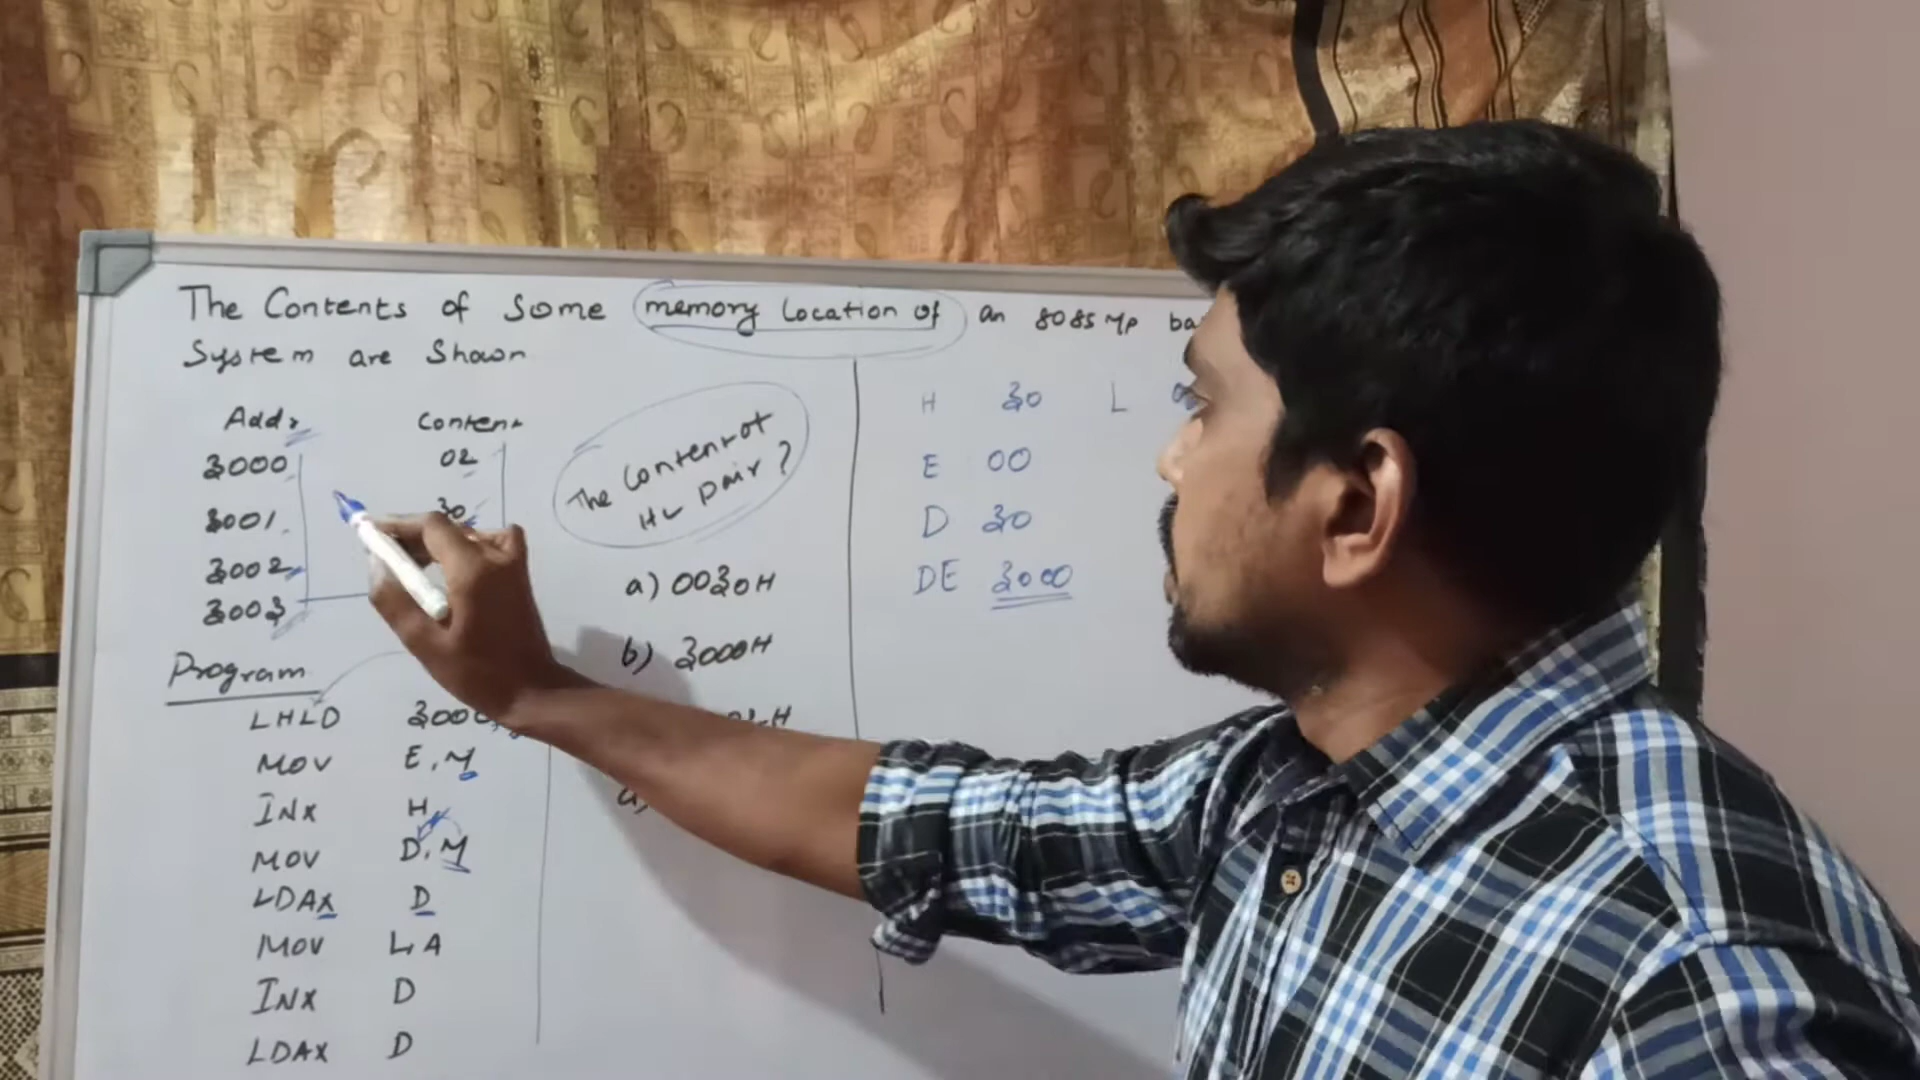 The Contents of Some memory Location of an 8085 μp
System are Shown
Addr Content
3000 02
3001 30
3002
3003
Program
LHLD
MOV E, M
INX H
MOV D, M
LDAX D
MOV L, A
INX D
LDAX D
The Content of
HL pair?
a) 0030H
b) 3000H
H 30 L
E 00
D 30
DE 3000